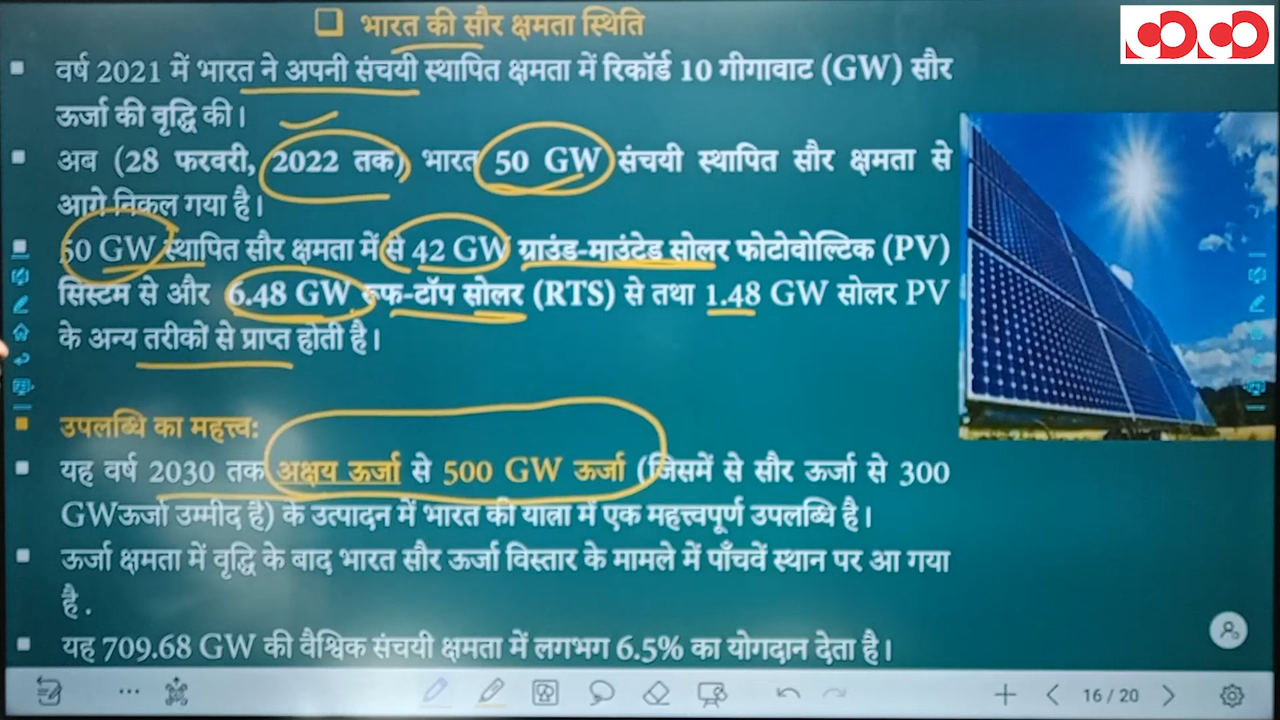 भारत की सौर क्षमता स्थिति
वर्ष 2021 में भारत ने अपनी संचयी स्थापित क्षमता में रिकॉर्ड 10 गीगावाट (GW) सौर
ऊर्जा की वृद्धि की।
अब (28 फरवरी, 2022 तक) भारत 50 GW संचयी स्थापित सौर क्षमता से
आगे निकल गया है।
50 GW स्थापित सौर क्षमता में से 42 GW ग्राउंड-माउंटेड सोलर फोटोवोल्टिक (PV)
सिस्टम से और 6.48 GW रूफ-टॉप सोलर (RTS) से तथा 1.48 GW सोलर PV
के अन्य तरीकों से प्राप्त होती है।
उपलब्धि का महत्त्व:
यह वर्ष 2030 तक अक्षय ऊर्जा से 500 GW ऊर्जा (जिसमें से सौर ऊर्जा से 300
GWऊर्जा उम्मीद है) के उत्पादन में भारत की यात्रा में एक महत्त्वपूर्ण उपलब्धि है।
ऊर्जा क्षमता में वृद्धि के बाद भारत सौर ऊर्जा विस्तार के मामले में पाँचवें स्थान पर आ गया
है .
यह 709.68 GW की वैश्विक संचयी क्षमता में लगभग 6.5% का योगदान देता है।
16 / 20